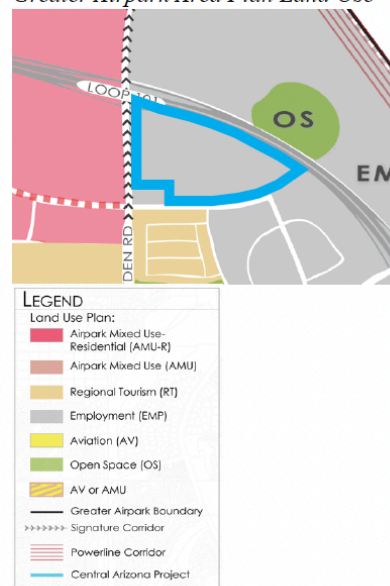 Greater Airpark Area Plan Land Use
LOOP 101
OS
EM
DEN RD
LEGEND
Land Use Plan:
Airpark Mixed Use-
Residential (AMU-R)
Airpark Mixed Use (AMU)
Regional Tourism (RT)
Employment (EMP)
Aviation (AV)
Open Space (OS)
AV or AMU
Greater Airpark Boundary
Signature Corridor
Powerline Corridor
Central Arizona Project